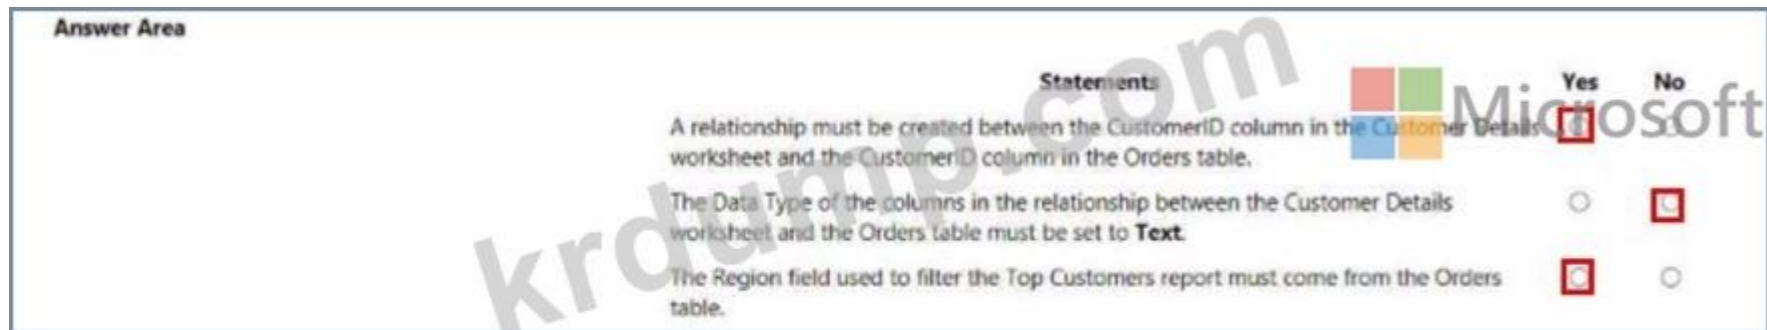 Answer Area
Statements
Yes
No
Microsoft
A relationship must be created between the CustomerID column in the Customer Details
worksheet and the CustomerID column in the Orders table.
The Data Type of the columns in the relationship between the Customer Details
worksheet and the Orders table must be set to Text.
The Region field used to filter the Top Customers report must come from the Orders
table.
krdump.com